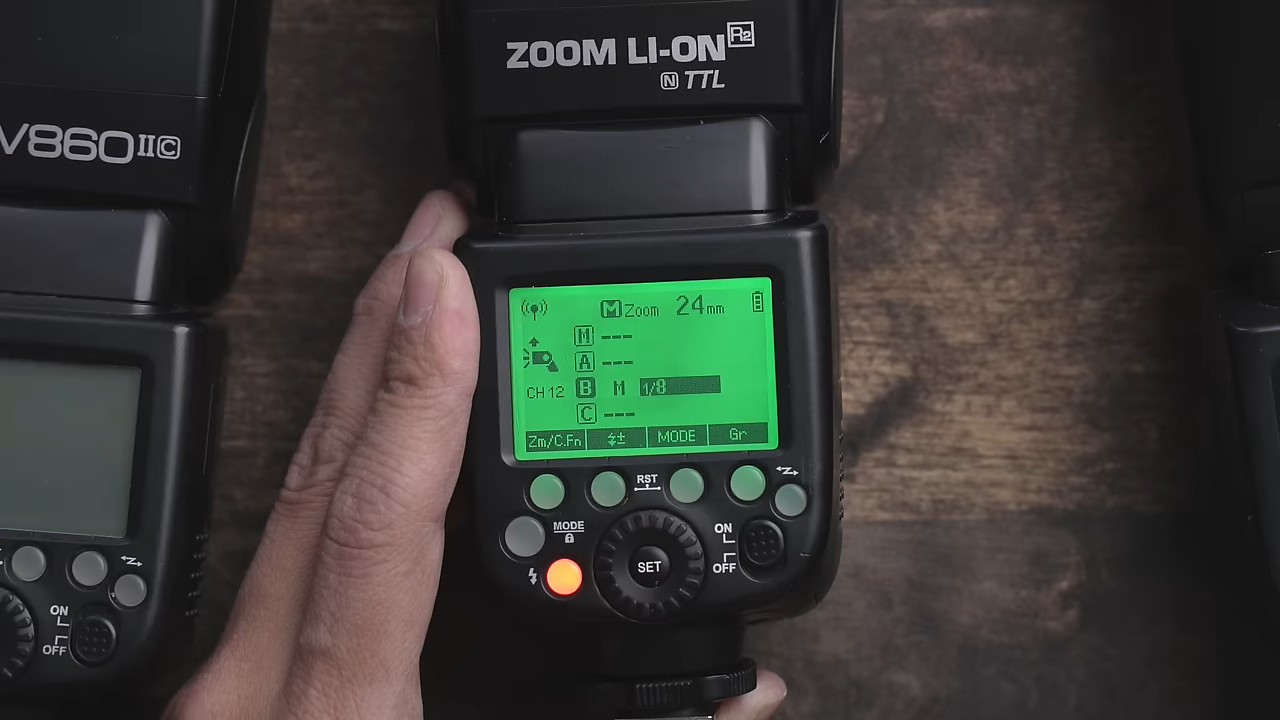 V860IIC
ON
OFF
ZOOM LI-ON R2
N TTL
M Zoom 24mm
M ---
A ---
CH 12 B M 1/8
C ---
Zm/C.Fn ± MODE Gr
RST
MODE
SET
ON
OFF